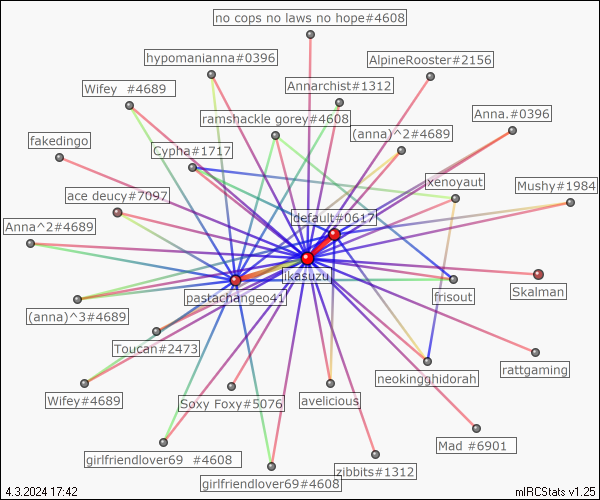 no cops no laws no hope#4608
hypomanianna#0396
AlpineRooster#2156
Wifey  #4689
Annarchist#1312
ramshackle gorey#4608
Anna.#0396
(anna)^2#4689
fakedingo
Cypha#1717
xenoyaut
Mushy#1984
ace deucy#7097
default#0617
Anna^2#4689
ikasuzu
Skalman
pastachangeo41
frisout
(anna)^3#4689
Toucan#2473
rattgaming
neokingghidorah
Wifey#4689
Soxy Foxy#5076
avelicious
Mad #6901
girlfriendlover69  #4608
zibbits#1312
girlfriendlover69#4608
4.3.2024 17:42
mIRCStats v1.25